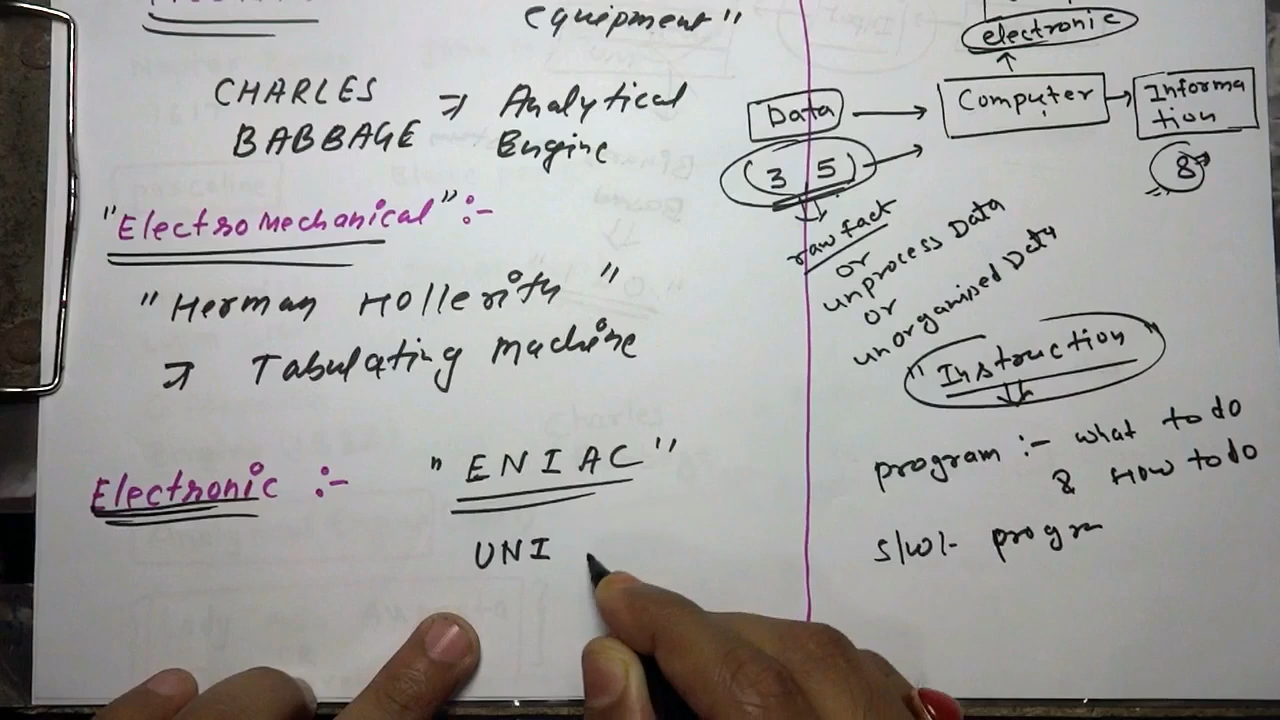 equipment"
CHARLES BABBAGE → Analytical Engine
"Electromechanical" :-
"Herman Hollerith"
→ Tabulating machine
Electronic :- "ENIAC"
UNI
electronic
Data → Computer → Informa
tion
(3 5) → 8
raw fact
or
unprocess Data
or
unorganised Data
"Instruction"
program :- what to do
& How to do
S/w :- progr